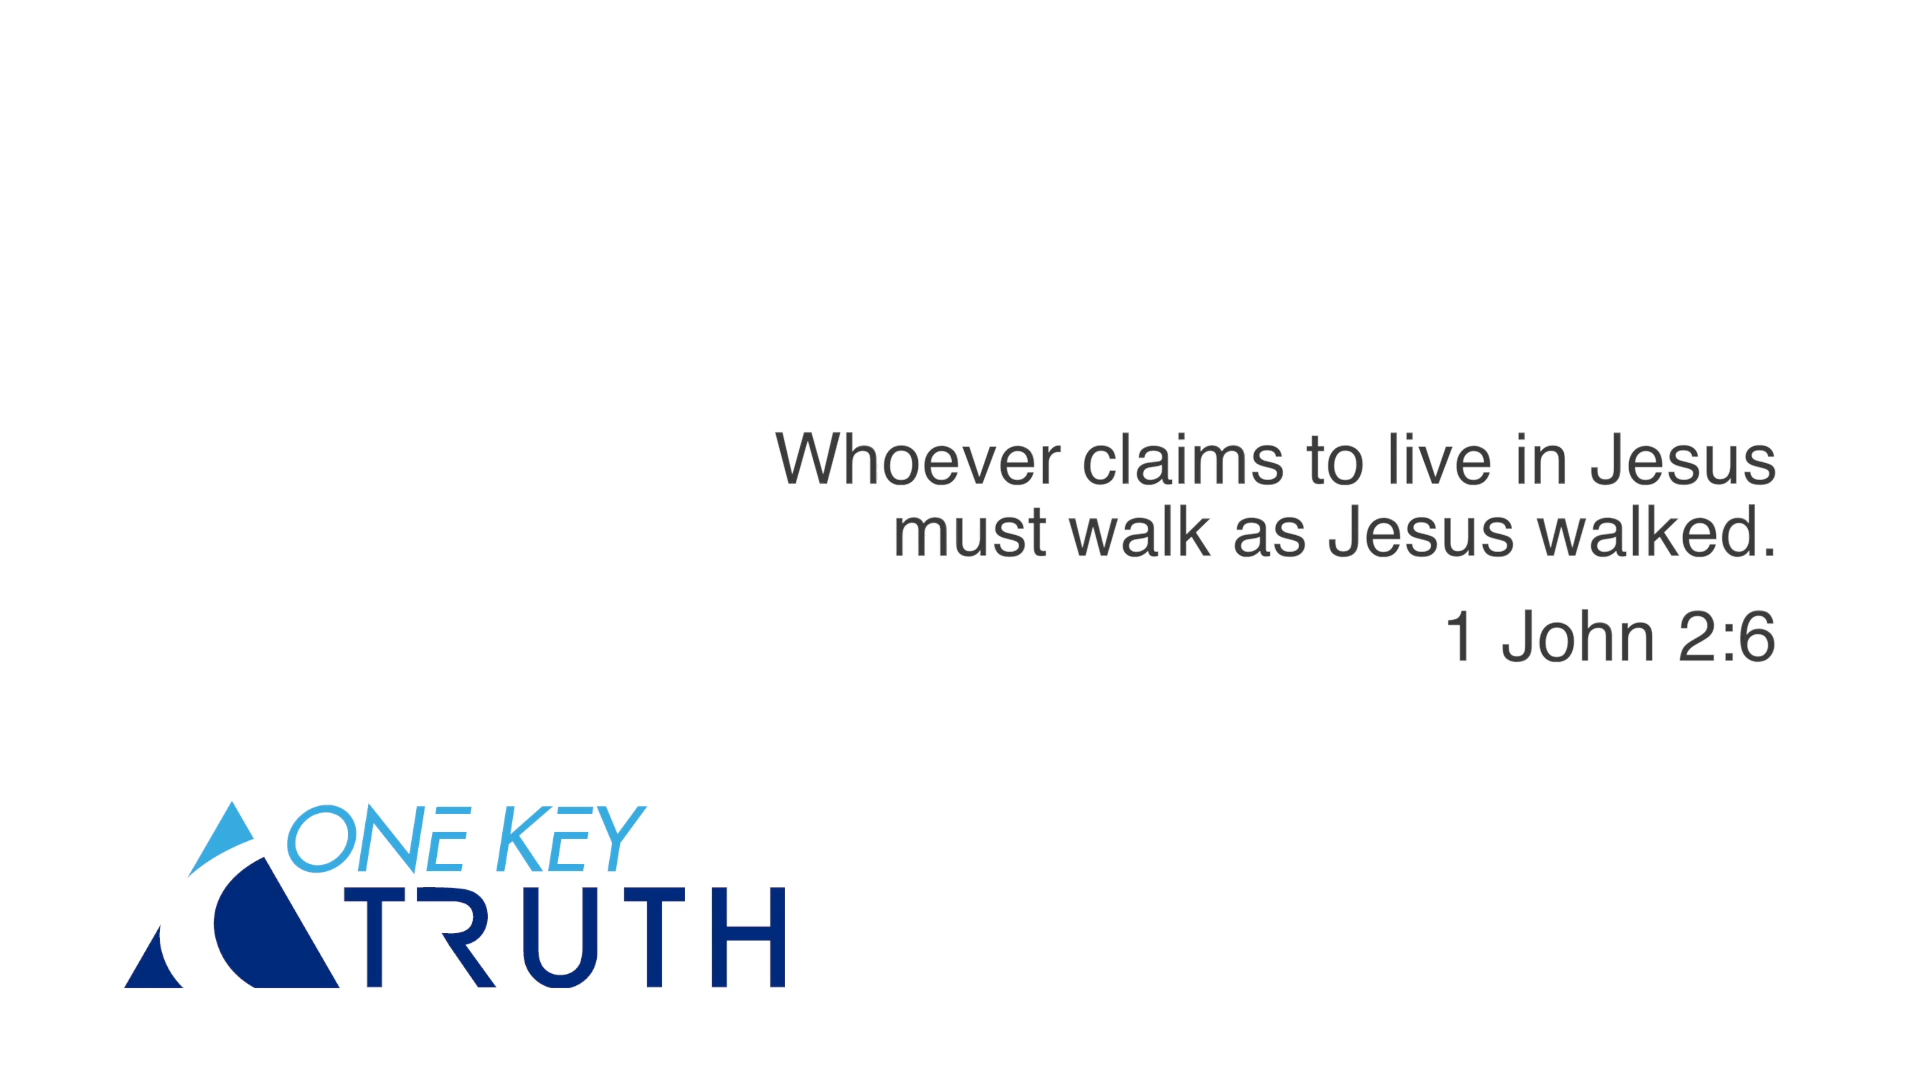 Whoever claims to live in Jesus
must walk as Jesus walked.
1 John 2:6
ONE KEY
TRUTH